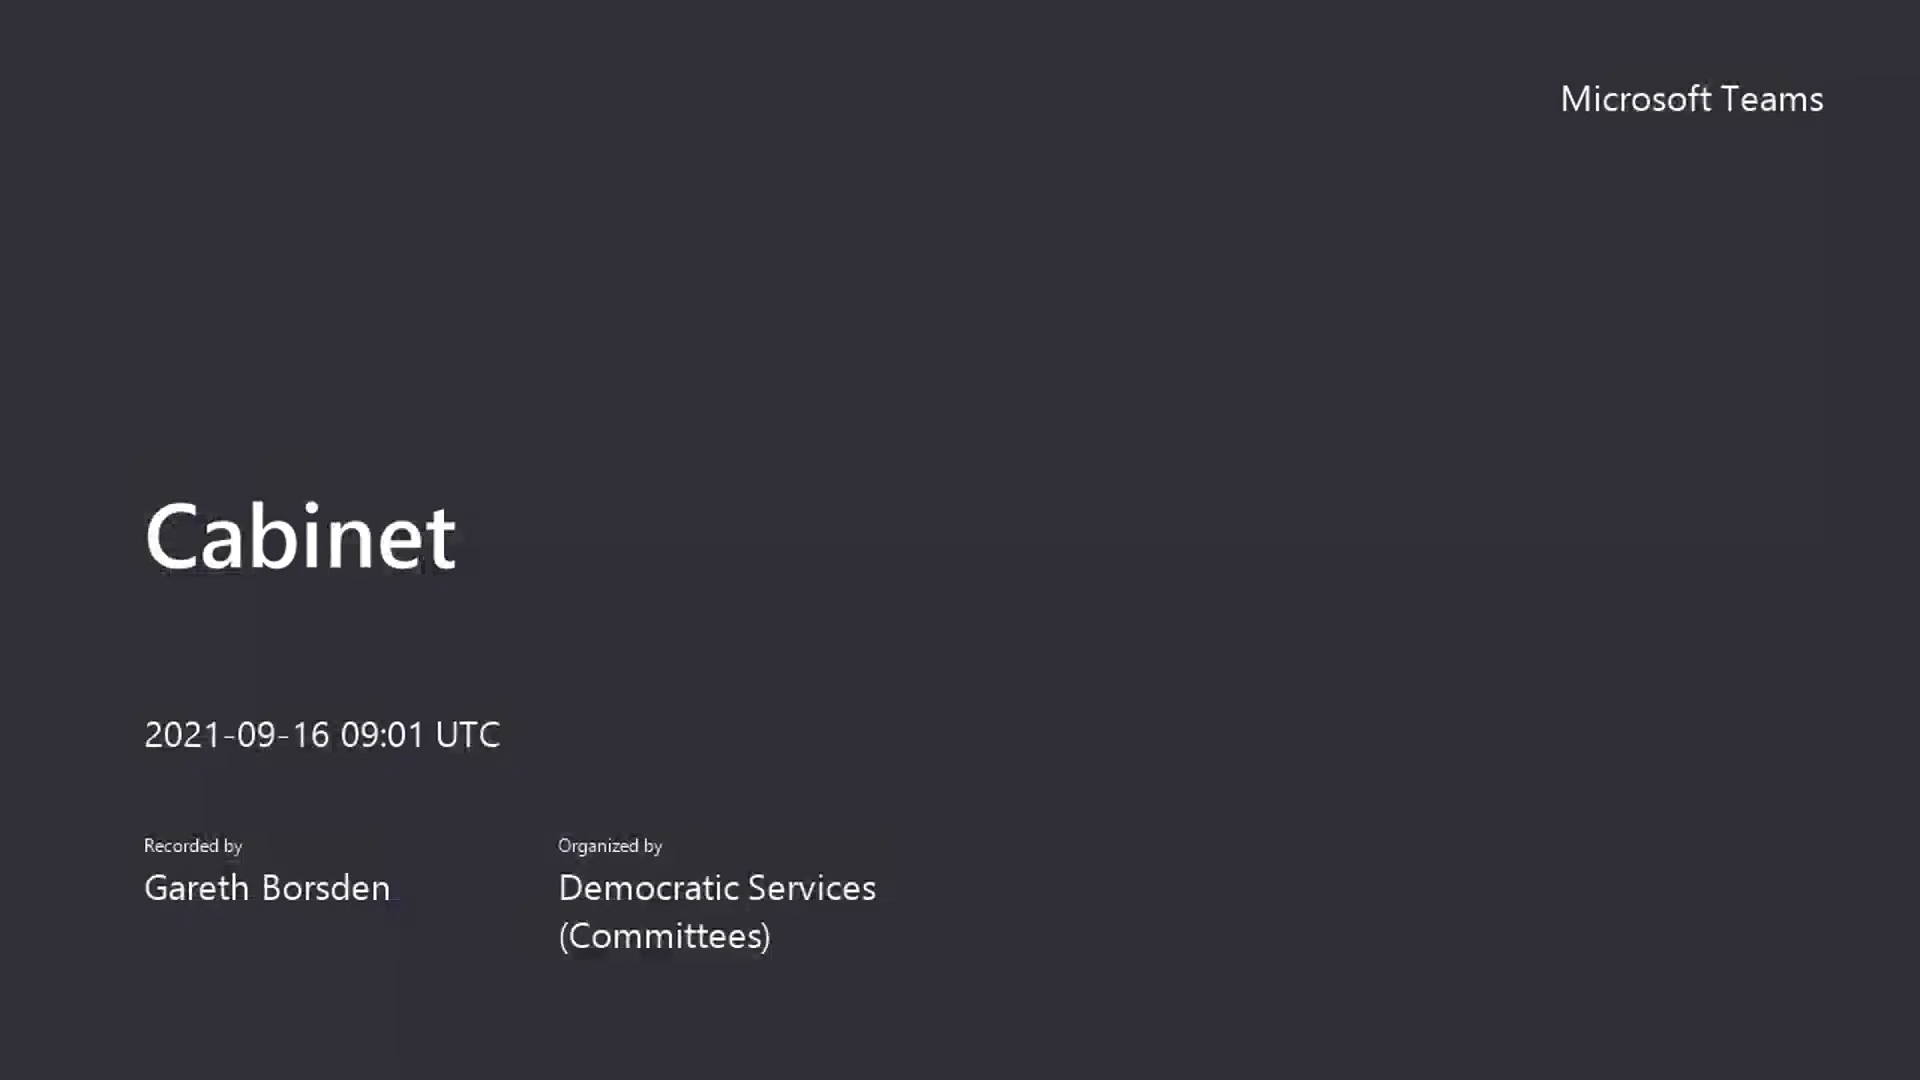 Microsoft Teams
Cabinet
2021-09-16 09:01 UTC
Recorded by
Gareth Borsden
Organized by
Democratic Services
(Committees)